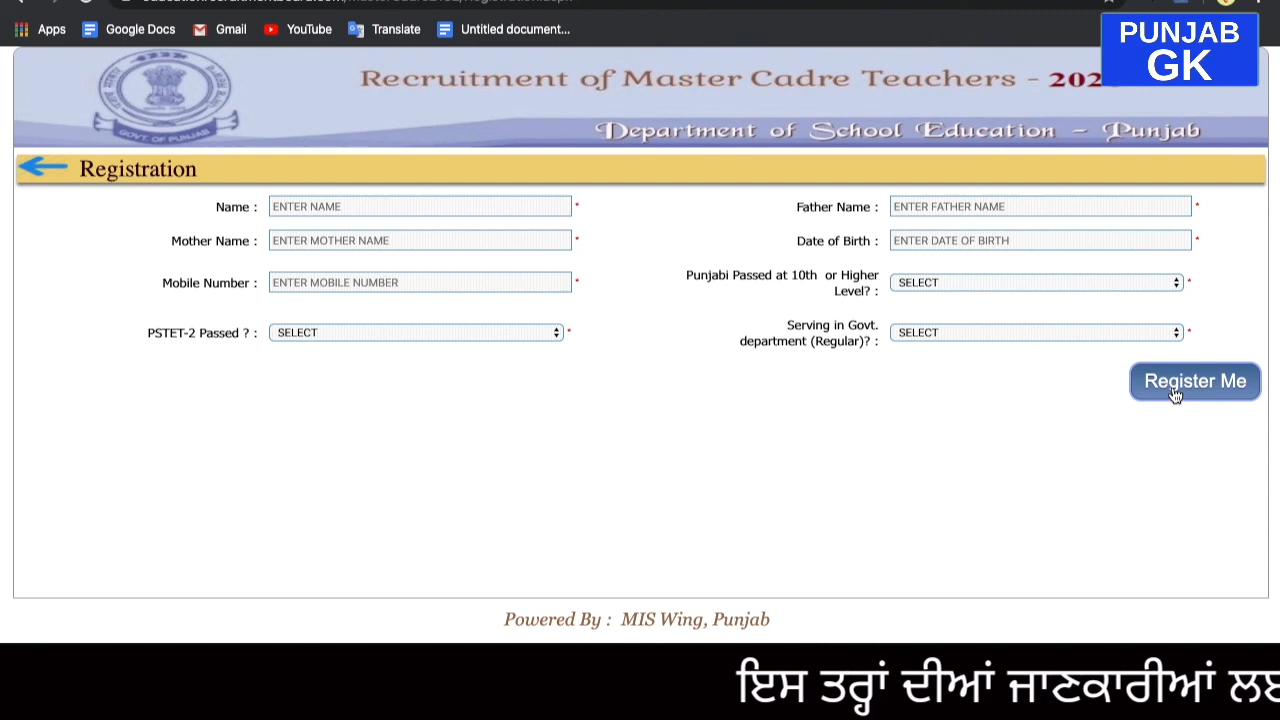 Apps Google Docs Gmail YouTube Translate Untitled document...
PUNJAB
GK
Recruitment of Master Cadre Teachers -
Department of School Education - Punjab
GOVT. OF PUNJAB
Registration
Name : ENTER NAME * Father Name : ENTER FATHER NAME *
Mother Name : ENTER MOTHER NAME * Date of Birth : ENTER DATE OF BIRTH *
Mobile Number : ENTER MOBILE NUMBER * Punjabi Passed at 10th or Higher
Level? : SELECT *
PSTET-2 Passed ? : SELECT * Serving in Govt.
department (Regular)? : SELECT *
Register Me
Powered By : MIS Wing, Punjab
ਇਸ ਤਰ੍ਹਾਂ ਦੀਆਂ ਜਾਣਕਾਰੀਆਂ